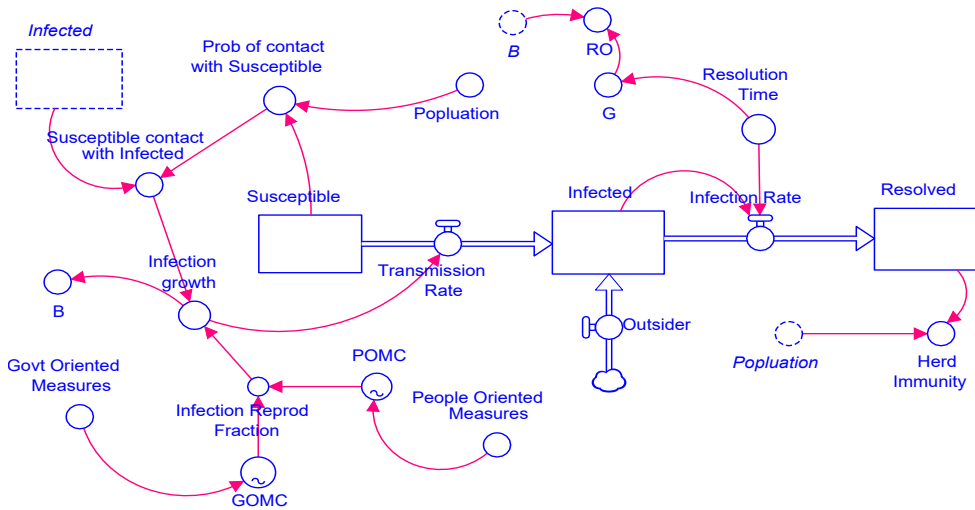 Infected
B
RO
Prob of contact
with Susceptible
Resolution
Time
Popluation
G
Susceptible contact
with Infected
Susceptible
Infected
Infection Rate
Resolved
Infection
growth
Transmission
Rate
B
Outsider
Govt Oriented
Measures
POMC
Popluation
Herd
Immunity
People Oriented
Measures
Infection Reprod
Fraction
GOMC